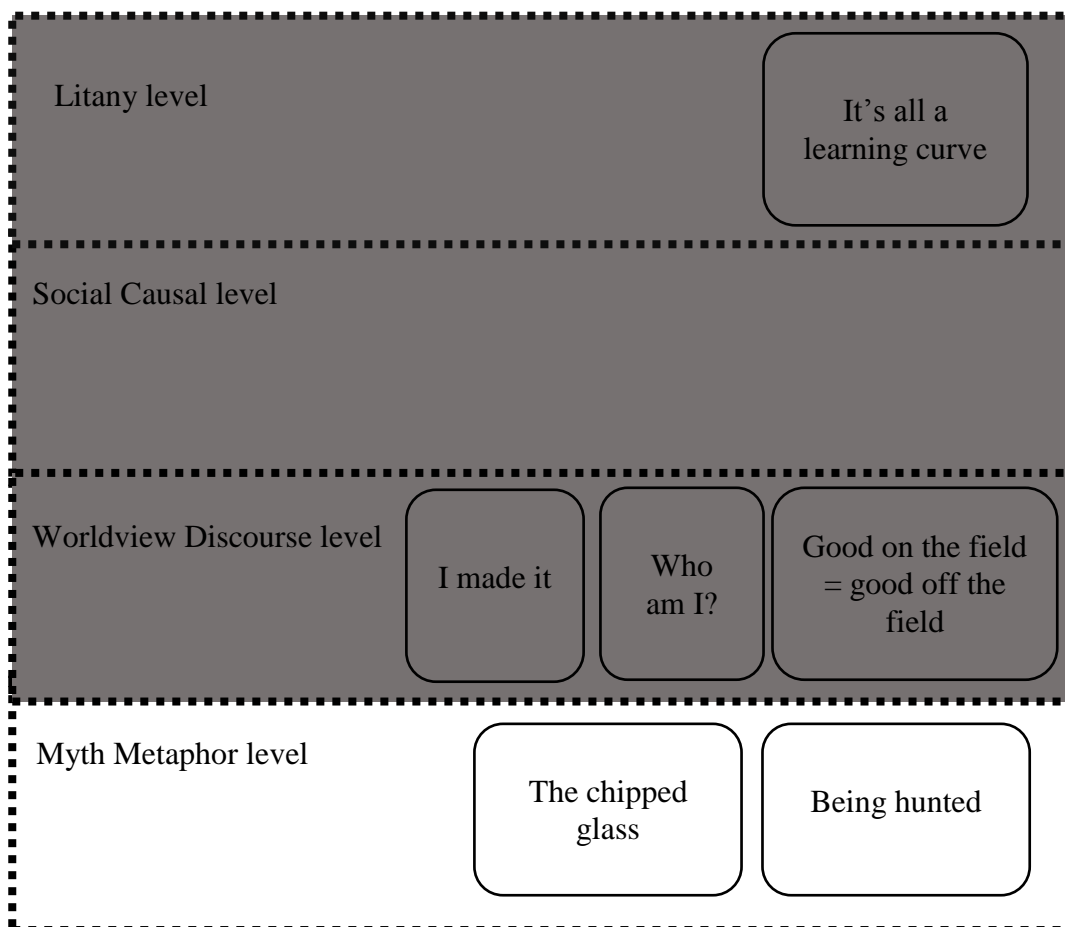 Litany level
It’s all a
learning curve
Social Causal level
Worldview Discourse level
I made it
Who
am I?
Good on the field
= good off the
field
Myth Metaphor level
The chipped
glass
Being hunted